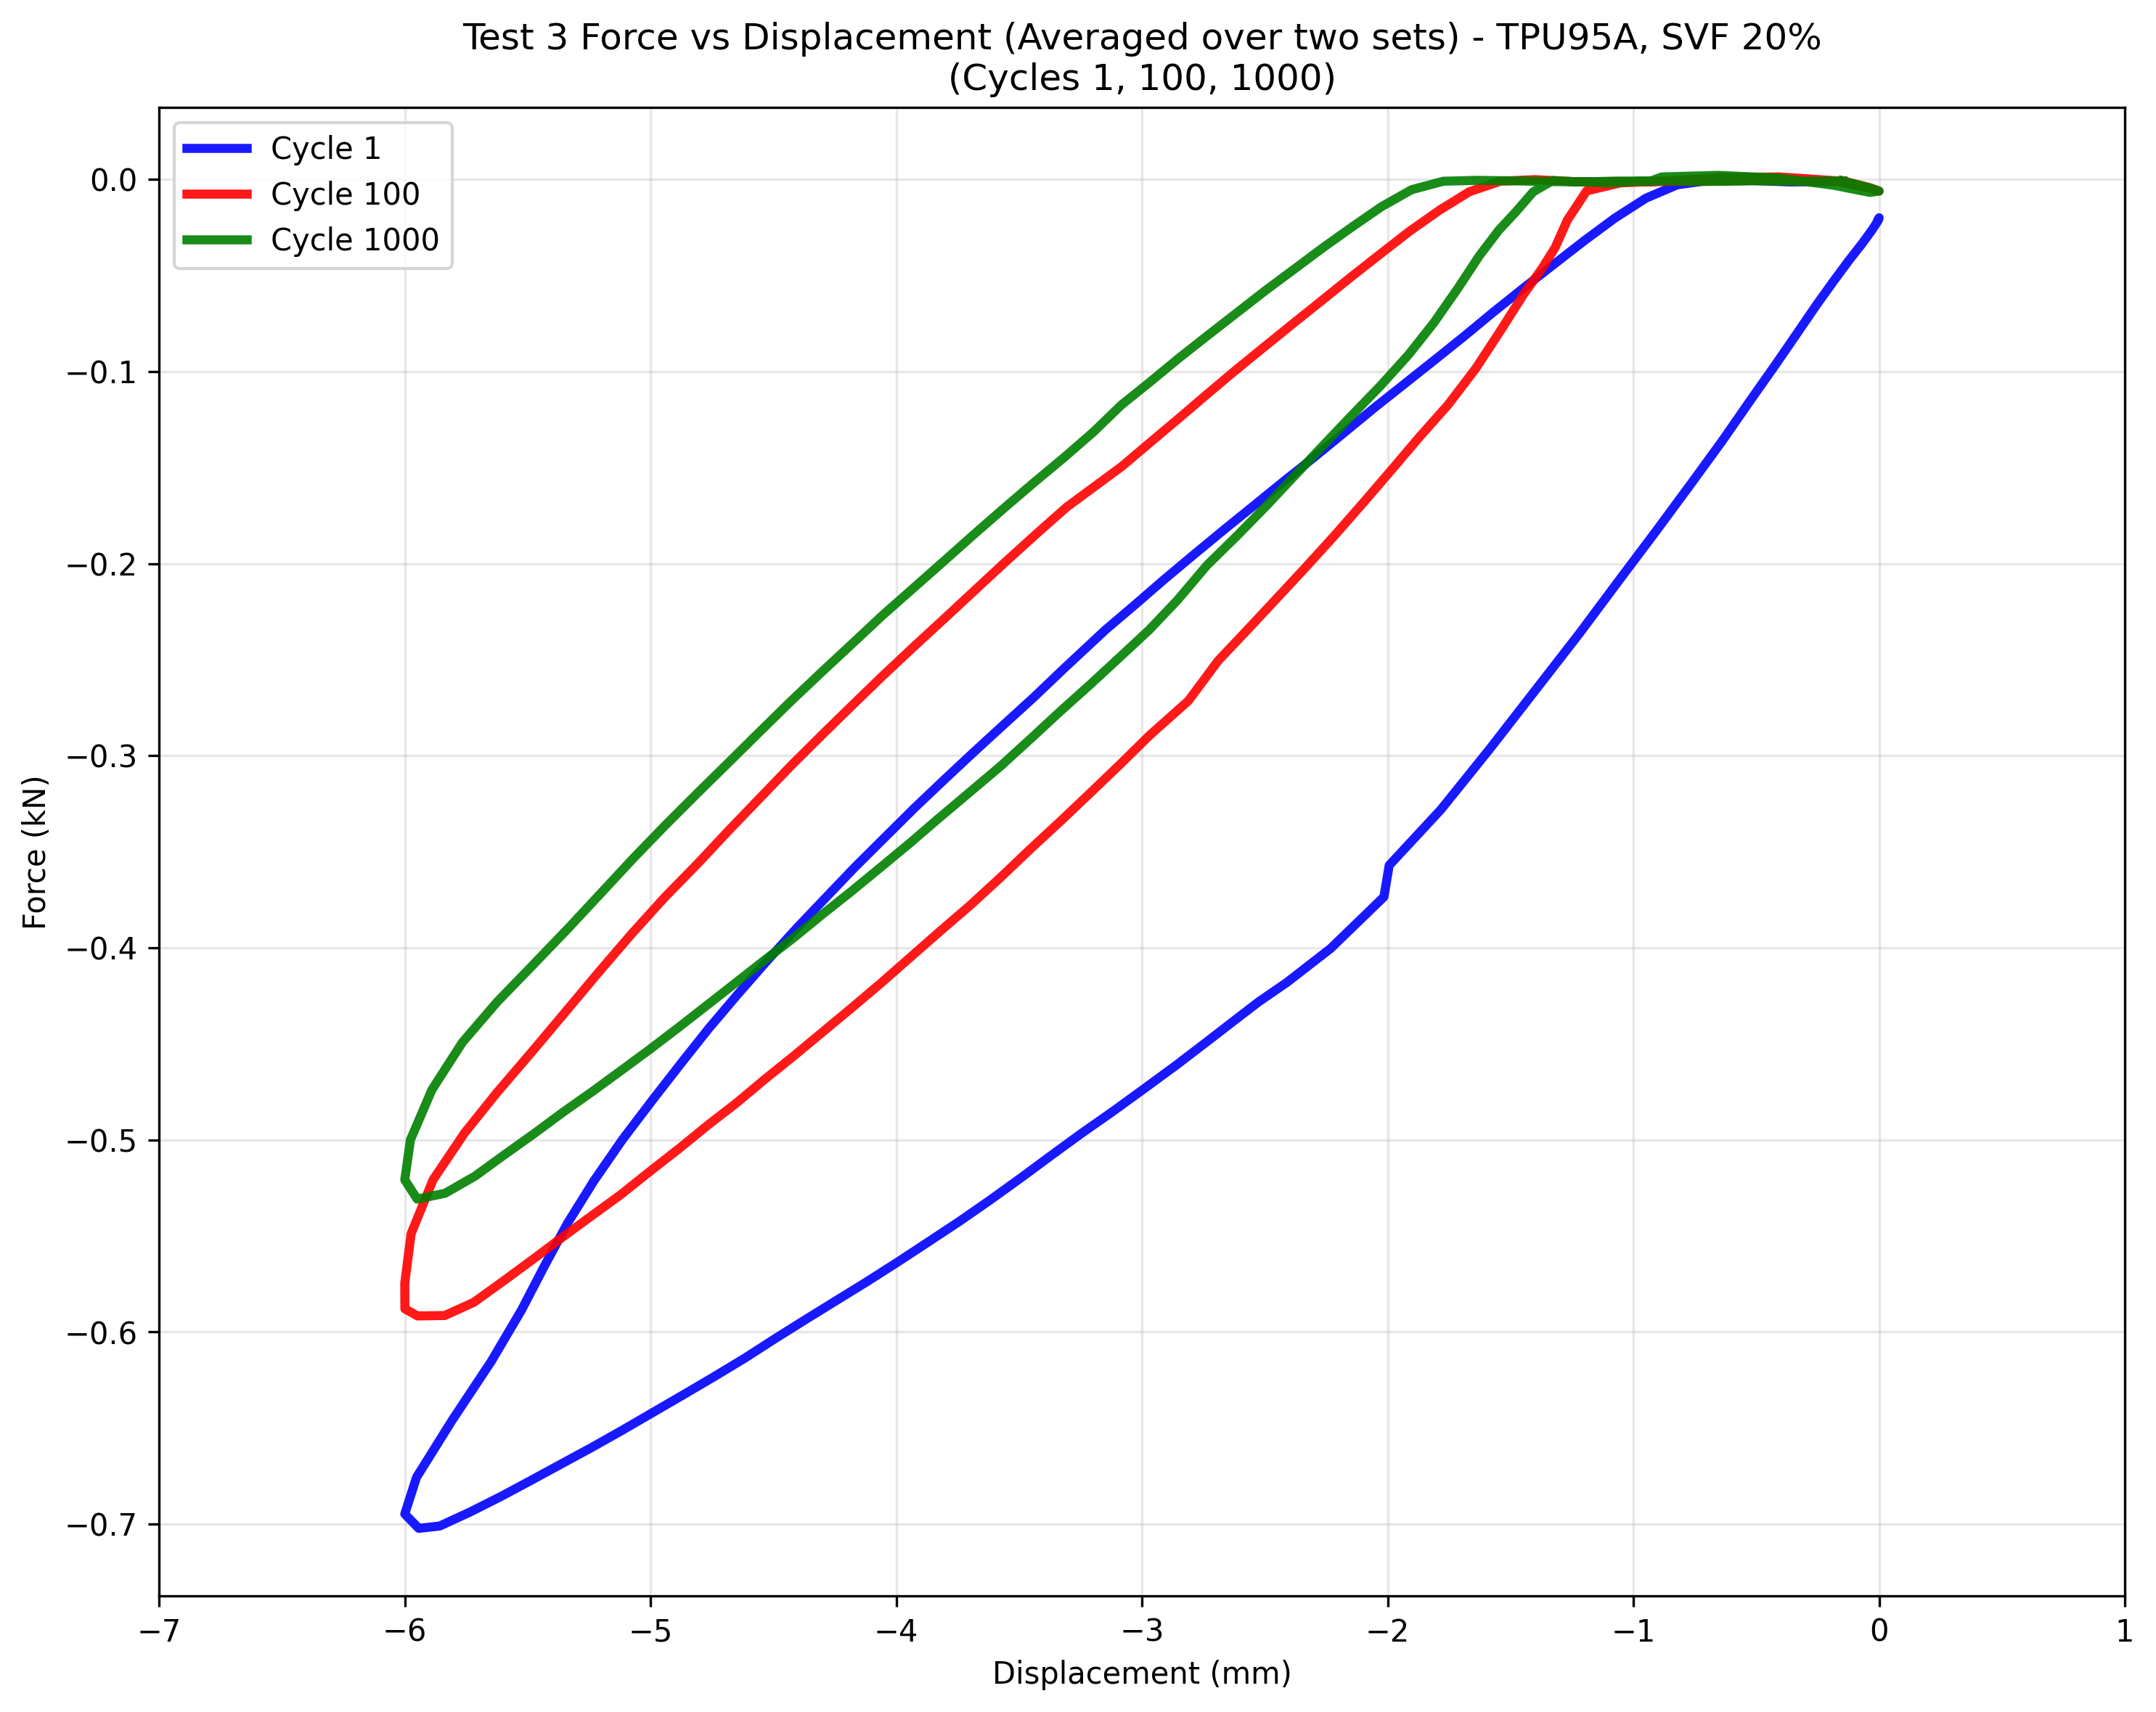 Test 3 Force vs Displacement (Averaged over two sets) - TPU95A, SVF 20%
(Cycles 1, 100, 1000)
Cycle 1
Cycle 100
Cycle 1000
0.0
−0.1
−0.2
−0.3
−0.4
−0.5
−0.6
−0.7
Force (kN)
−7
−6
−5
−4
−3
−2
−1
0
1
Displacement (mm)